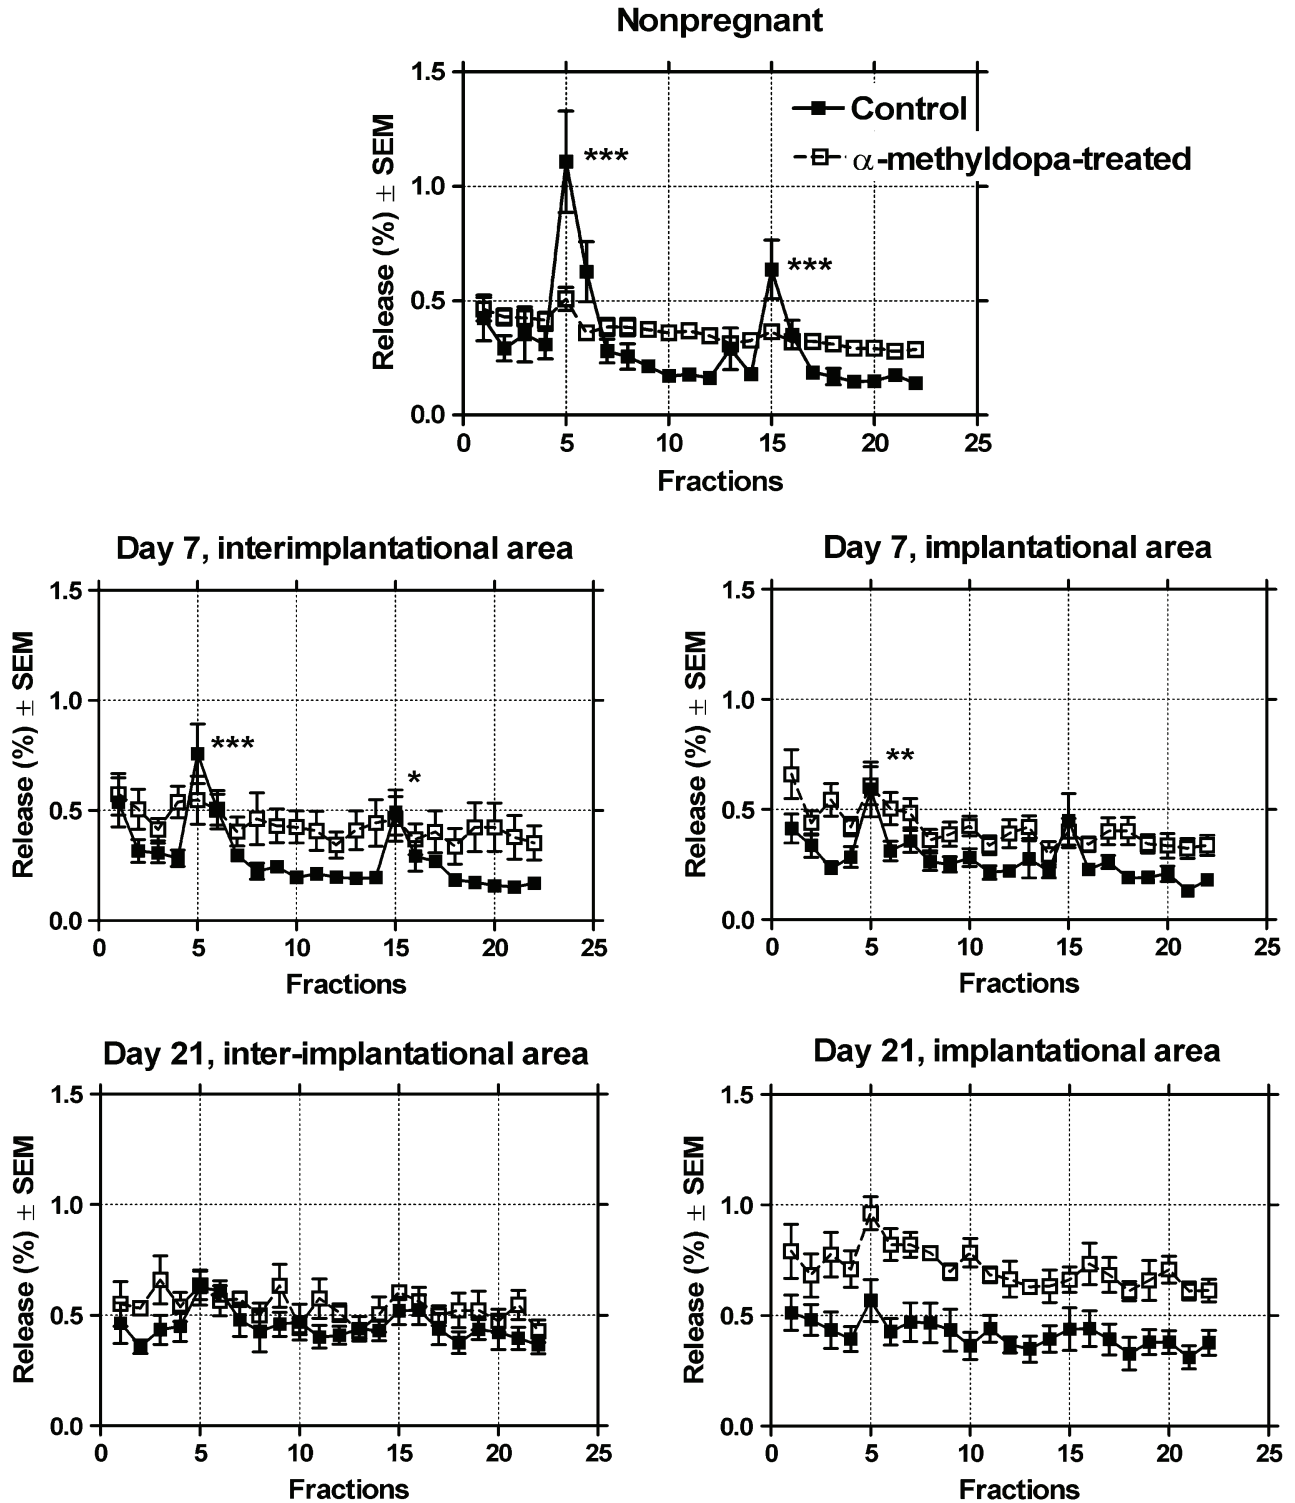 Nonpregnant
1.5
1.0
0.5
0.0
Release (%) ± SEM
Control
α-methyldopa-treated
***
***
0 5 10 15 20 25
Fractions
Day 7, interimplantational area
1.5
1.0
0.5
0.0
Release (%) ± SEM
***
*
0 5 10 15 20 25
Fractions
Day 7, implantational area
1.5
1.0
0.5
0.0
Release (%) ± SEM
**
0 5 10 15 20 25
Fractions
Day 21, inter-implantational area
1.5
1.0
0.5
0.0
Release (%) ± SEM
0 5 10 15 20 25
Fractions
Day 21, implantational area
1.5
1.0
0.5
0.0
Release (%) ± SEM
0 5 10 15 20 25
Fractions